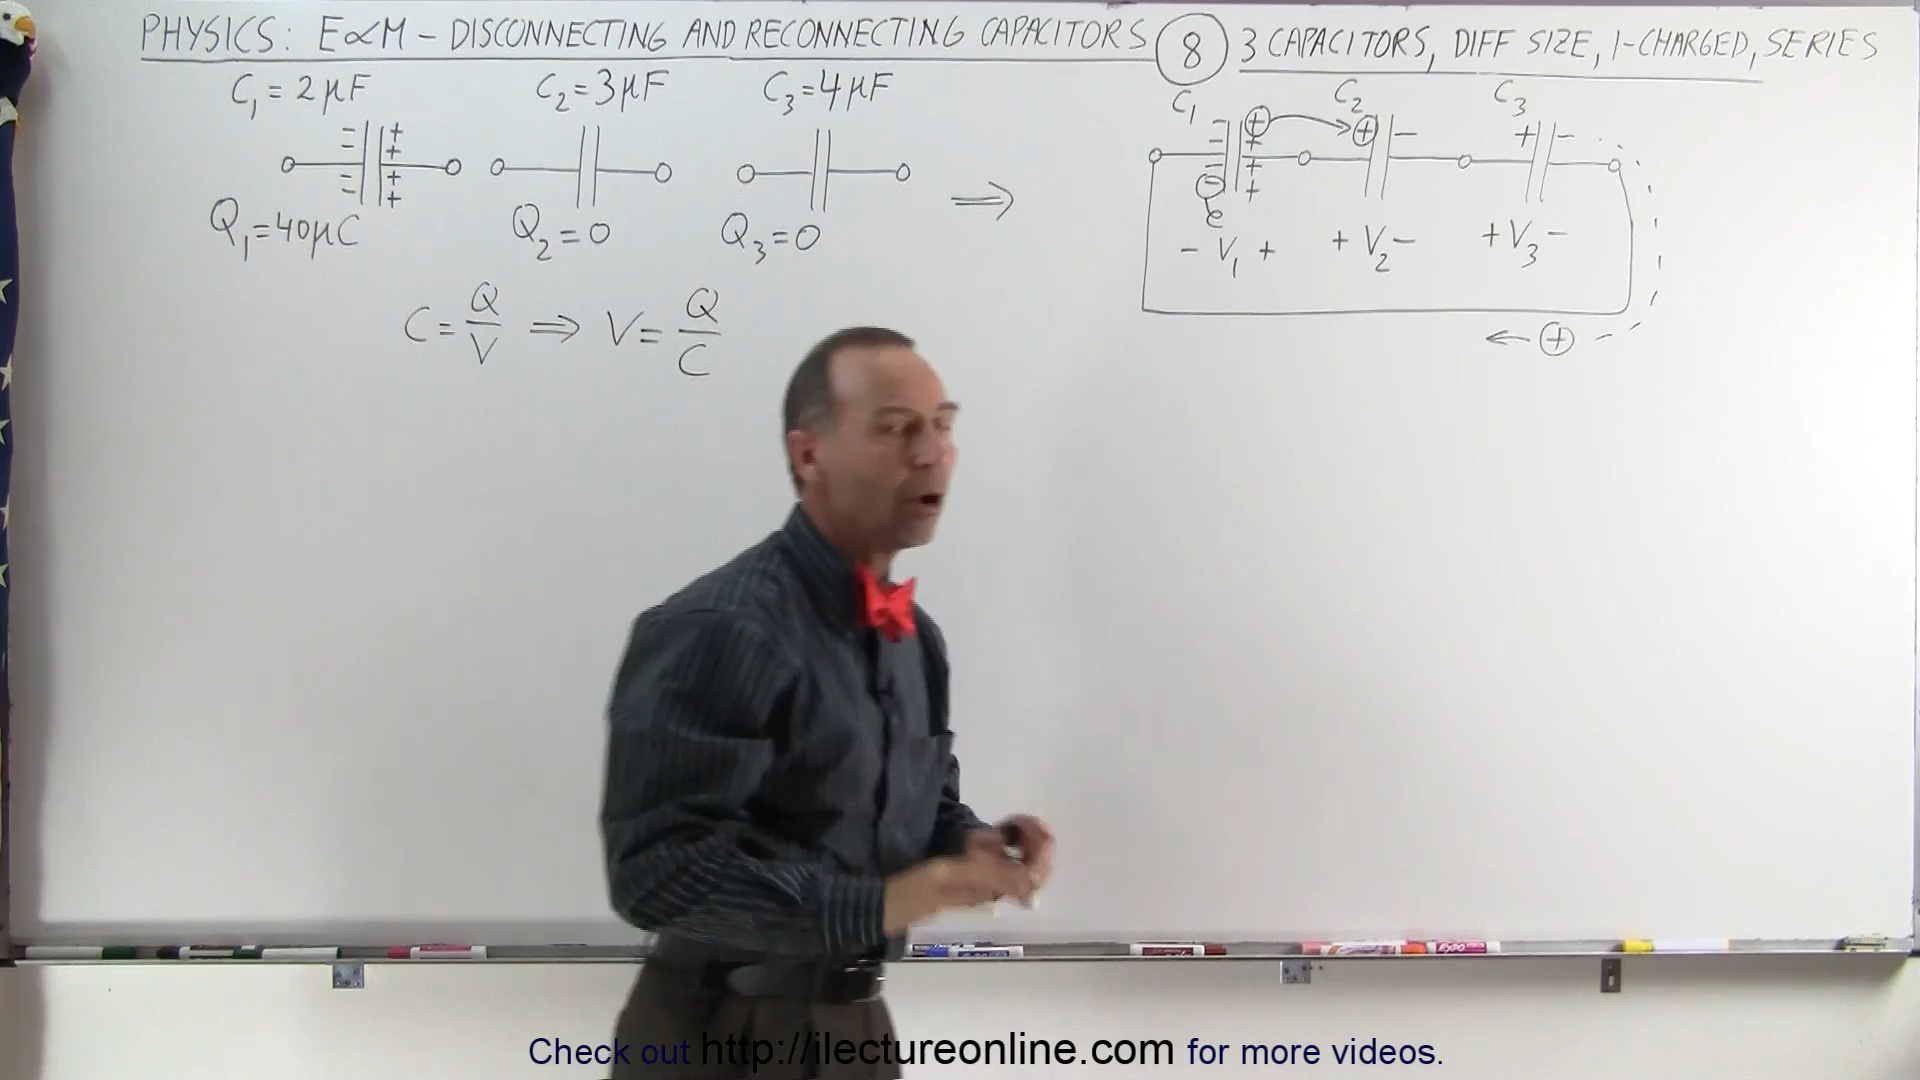 PHYSICS: E∝M – DISCONNECTING AND RECONNECTING CAPACITORS 8 3 CAPACITORS, DIFF SIZE, 1-CHARGED, SERIES
C₁ = 2μF C₂ = 3μF C₃ = 4μF
Q₁ = 40μC Q₂ = 0 Q₃ = 0
C = Q/V ⇒ V = Q/C
⇒
C₁ C₂ C₃
e
- V₁ + + V₂ - + V₃ -
← ⊕
EXPO
Check out http://ilectureonline.com for more videos.